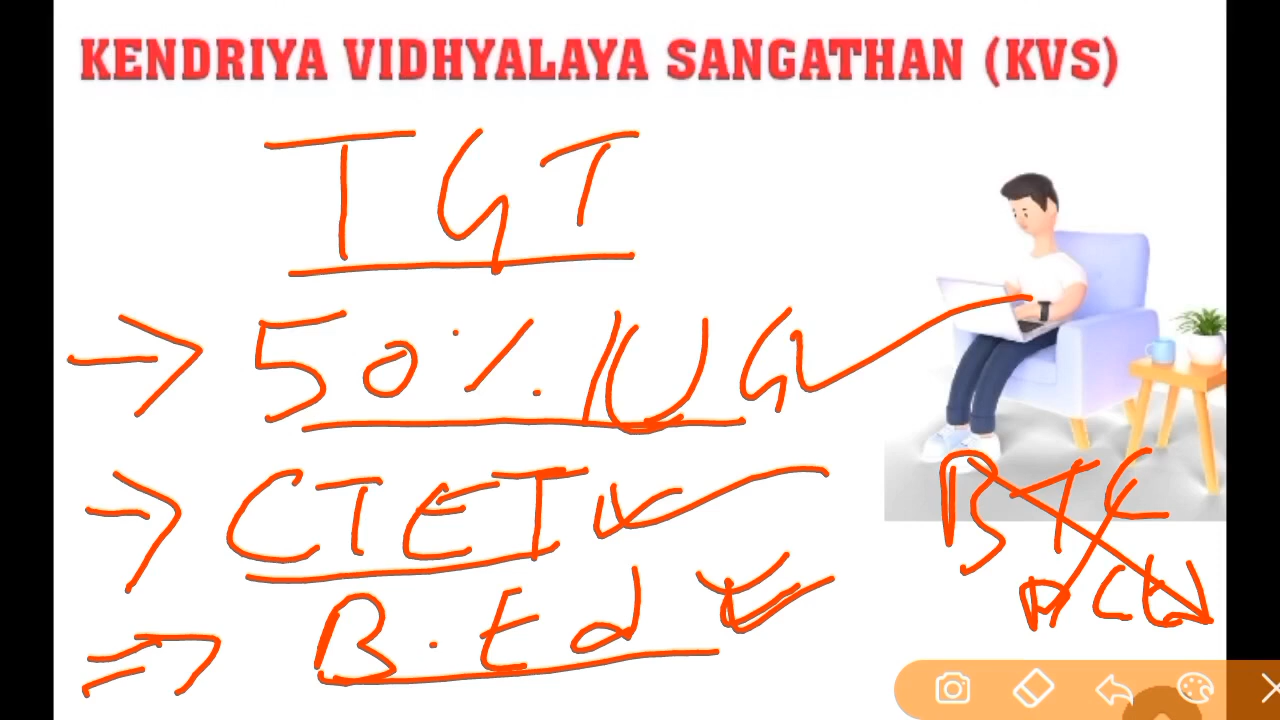 KENDRIYA VIDHYALAYA SANGATHAN (KVS)
TGT
→ 50% UG
→ CTET
→ B.Ed
BTC